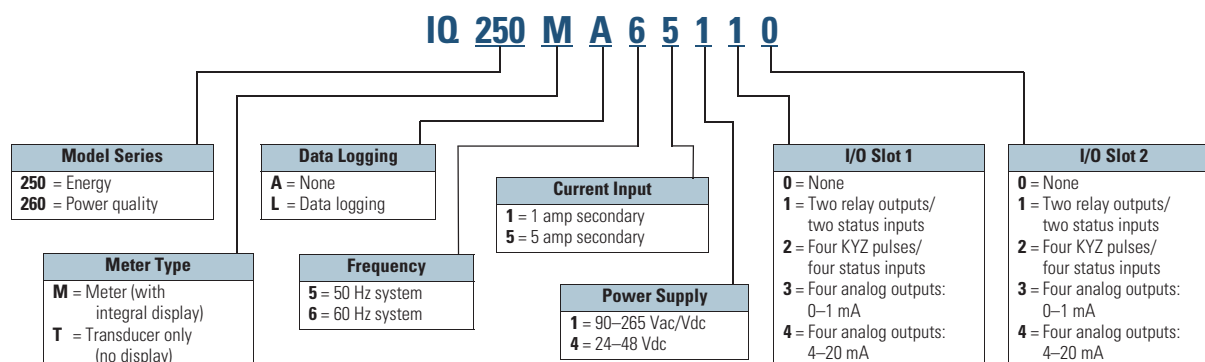 IQ 250 M A 6 5 1 1 0
Model Series
250 = Energy
260 = Power quality
Meter Type
M = Meter (with
integral display)
T = Transducer only
(no display)
Data Logging
A = None
L = Data logging
Frequency
5 = 50 Hz system
6 = 60 Hz system
Current Input
1 = 1 amp secondary
5 = 5 amp secondary
Power Supply
1 = 90–265 Vac/Vdc
4 = 24–48 Vdc
I/O Slot 1
0 = None
1 = Two relay outputs/
two status inputs
2 = Four KYZ pulses/
four status inputs
3 = Four analog outputs:
0–1 mA
4 = Four analog outputs:
4–20 mA
I/O Slot 2
0 = None
1 = Two relay outputs/
two status inputs
2 = Four KYZ pulses/
four status inputs
3 = Four analog outputs:
0–1 mA
4 = Four analog outputs:
4–20 mA